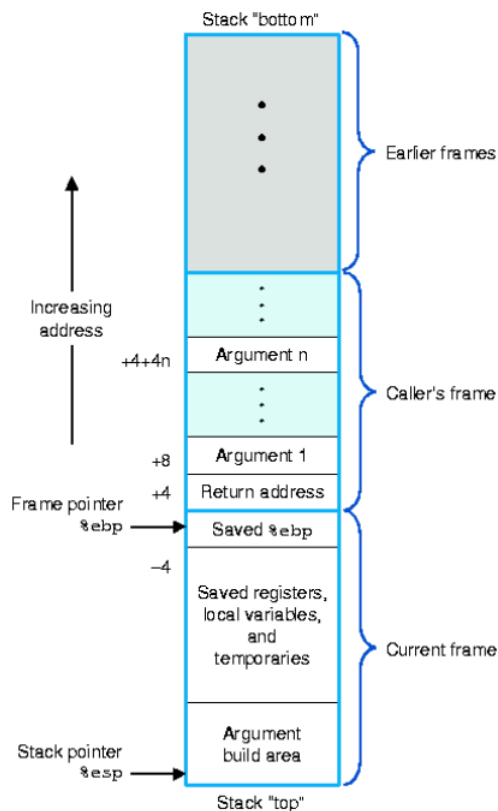 Stack "bottom"
Earlier frames
Increasing
address
+4+4n
Argument n
Caller's frame
+8
Argument 1
+4
Return address
Frame pointer
%ebp
Saved %ebp
−4
Saved registers,
local variables,
and
temporaries
Current frame
Argument
build area
Stack pointer
%esp
Stack "top"